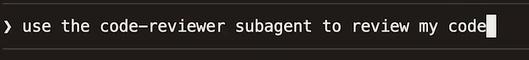 ❯ use the code-reviewer subagent to review my code